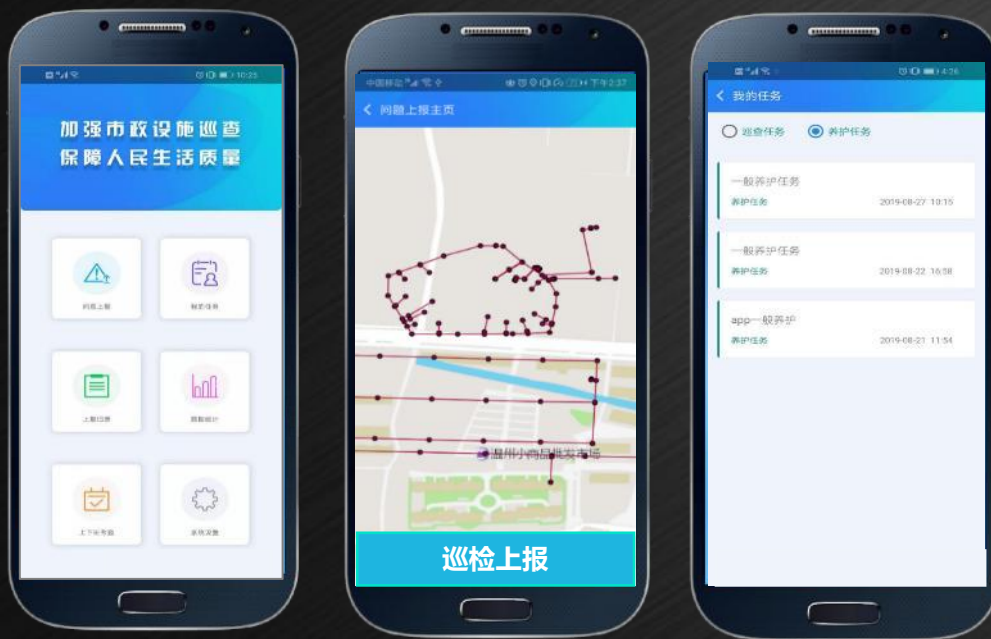 10:25
加强市政设施巡查
保障人民生活质量
问题上报
我的任务
上报记录
数据统计
上下班考勤
系统设置
中国移动
下午2:37
问题上报主页
温州小商品批发市场
巡检上报
4:26
我的任务
巡查任务
养护任务
一般养护任务
养护任务
2019-08-27 10:15
一般养护任务
养护任务
2019-08-22 16:58
app一般养护
养护任务
2019-08-21 11:54